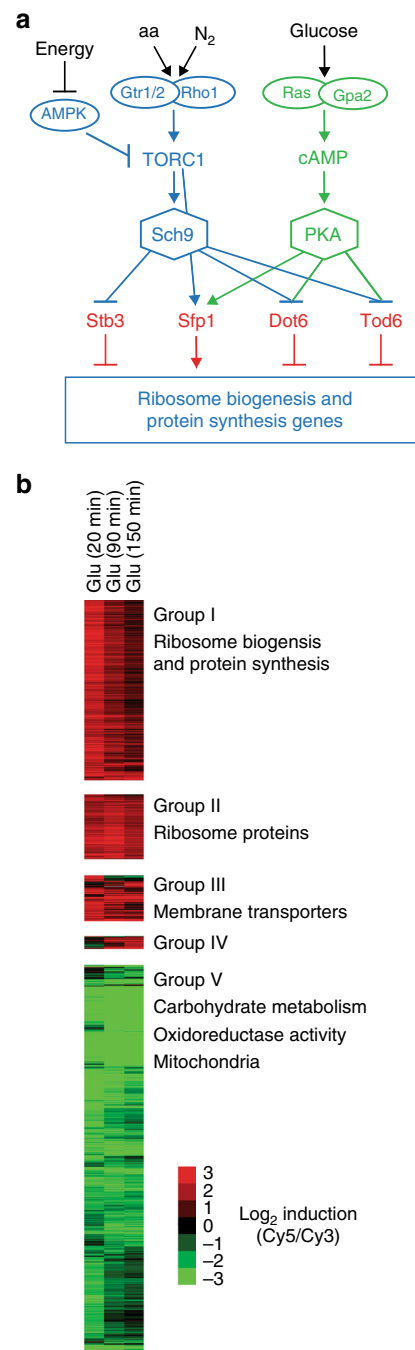 a
aa N₂ Glucose
Energy
Gtr1/2 Rho1 Ras Gpa2
AMPK
TORC1 cAMP
Sch9 PKA
Stb3 Sfp1 Dot6 Tod6
Ribosome biogenesis and
protein synthesis genes
b
Glu (20 min)
Glu (90 min)
Glu (150 min)
Group I
Ribosome biogensis
and protein synthesis
Group II
Ribosome proteins
Group III
Membrane transporters
Group IV
Group V
Carbohydrate metabolism
Oxidoreductase activity
Mitochondria
3
2
1
0
−1
−2
−3
Log₂ induction
(Cy5/Cy3)